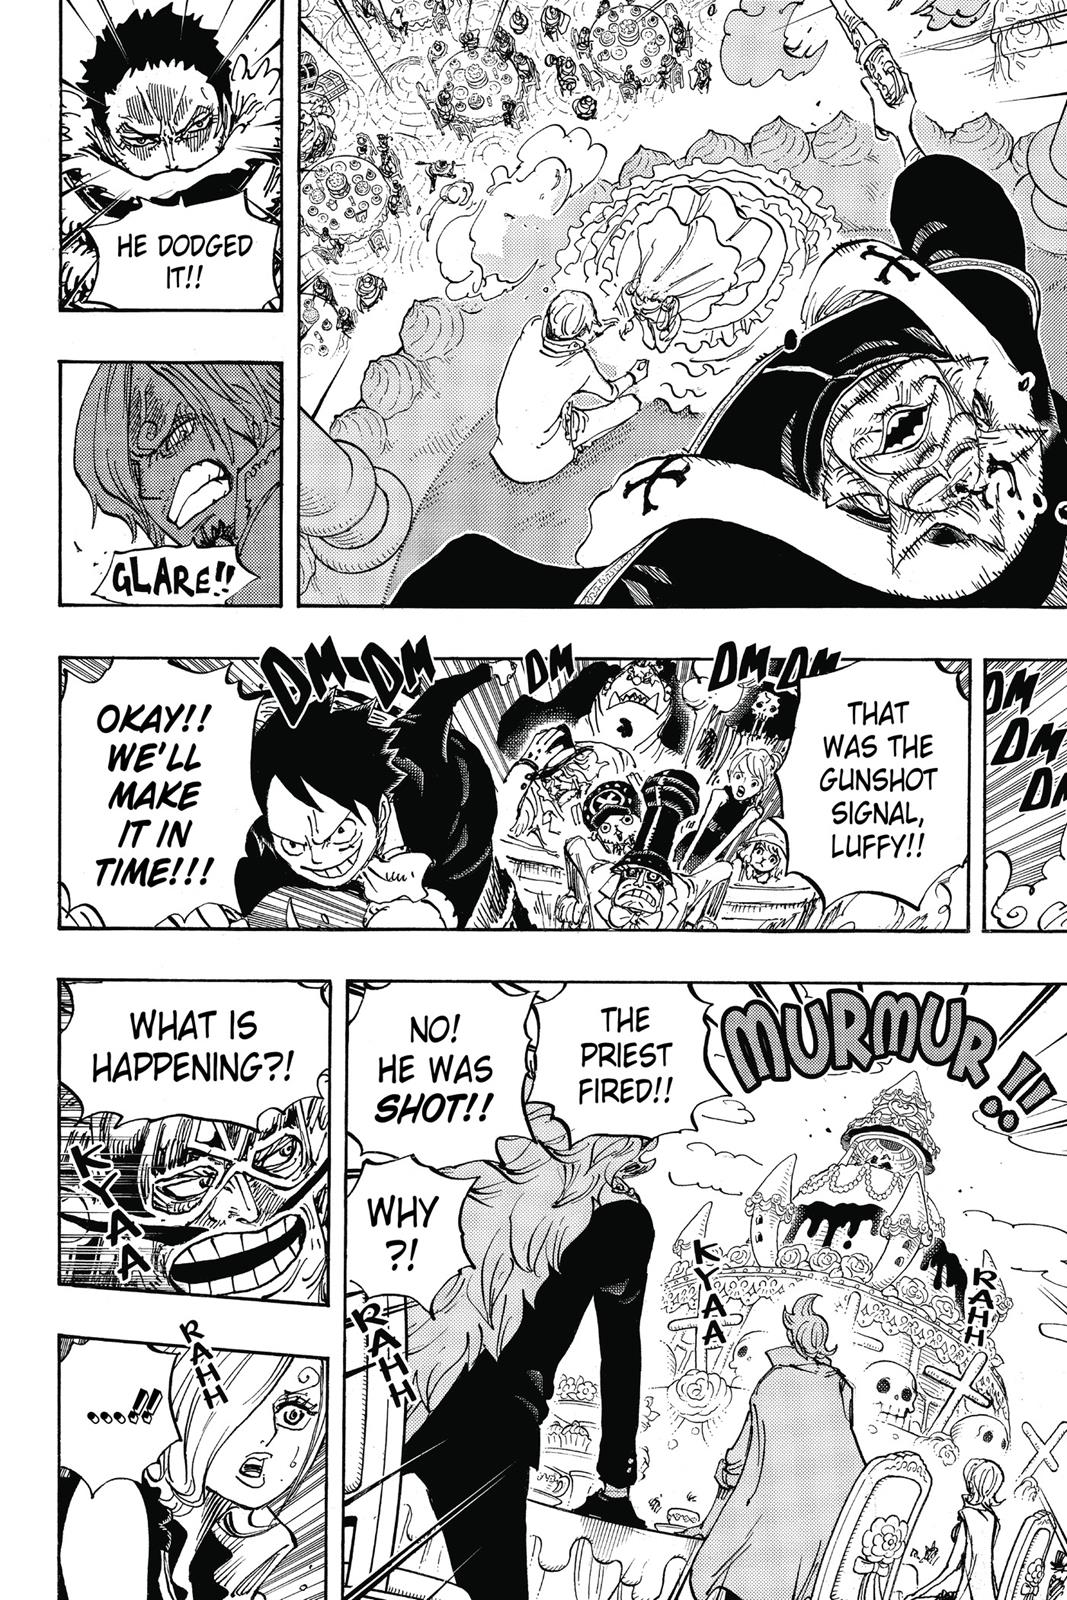 HE DODGED
IT!!
GLARE!!
DM
DM
DM
THAT
WAS THE
GUNSHOT
SIGNAL,
LUFFY!!
DM DM
DM
DM DM
OKAY!!
WE'LL
MAKE
IT IN
TIME!!!
MURMUR!!
THE
PRIEST
FIRED!!
NO!
HE WAS
SHOT!!
WHY
?!
KYAA
RAHH
RAHH
WHAT IS
HAPPENING?!
KYAA
RAHH
....!!